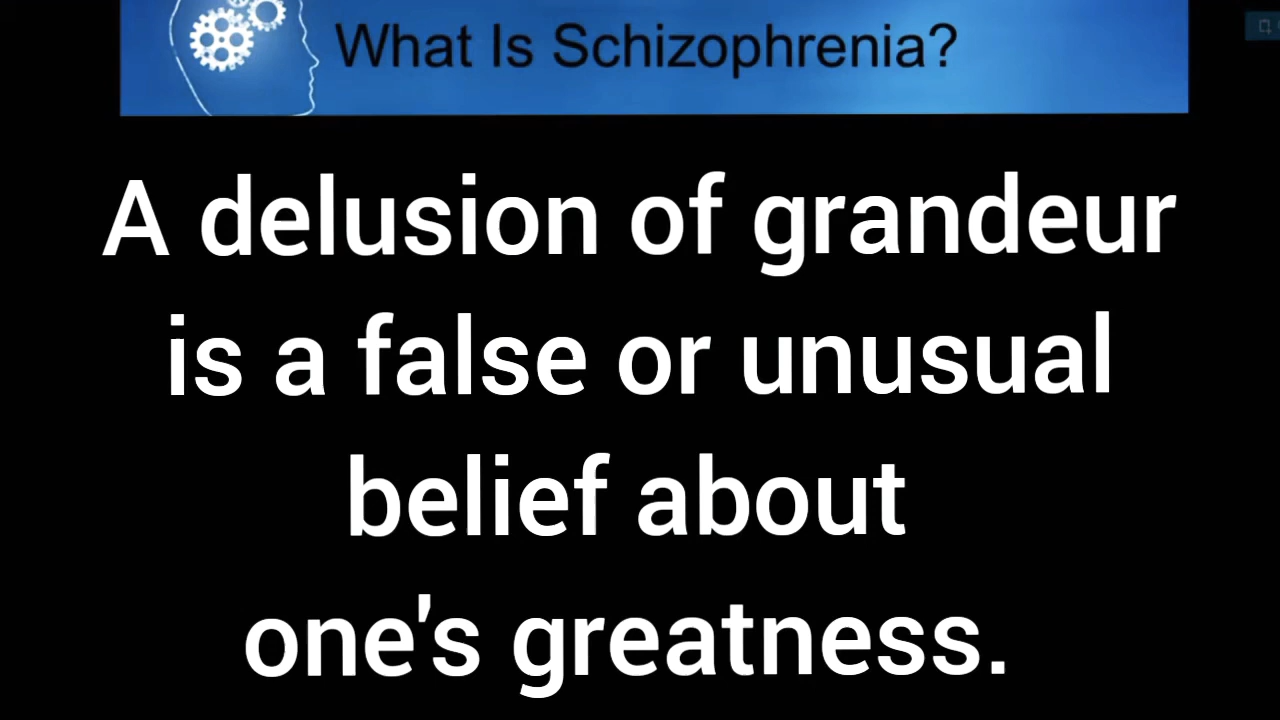 What Is Schizophrenia?
A delusion of grandeur
is a false or unusual
belief about
one's greatness.